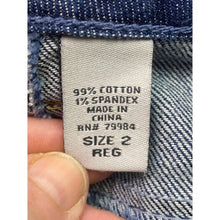 99% COTTON
1% SPANDEX
MADE IN
CHINA
RN# 79984
SIZE 2
REG